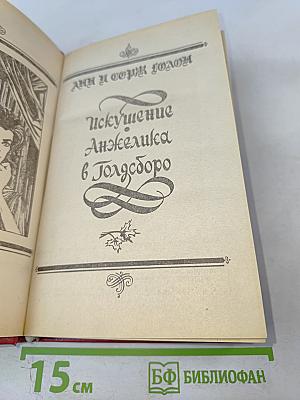 АНН И СЕРЖ ГОЛОН
Искушение
Анжелика
в Голдсборо
15 см
БФ БИБЛИОФАН